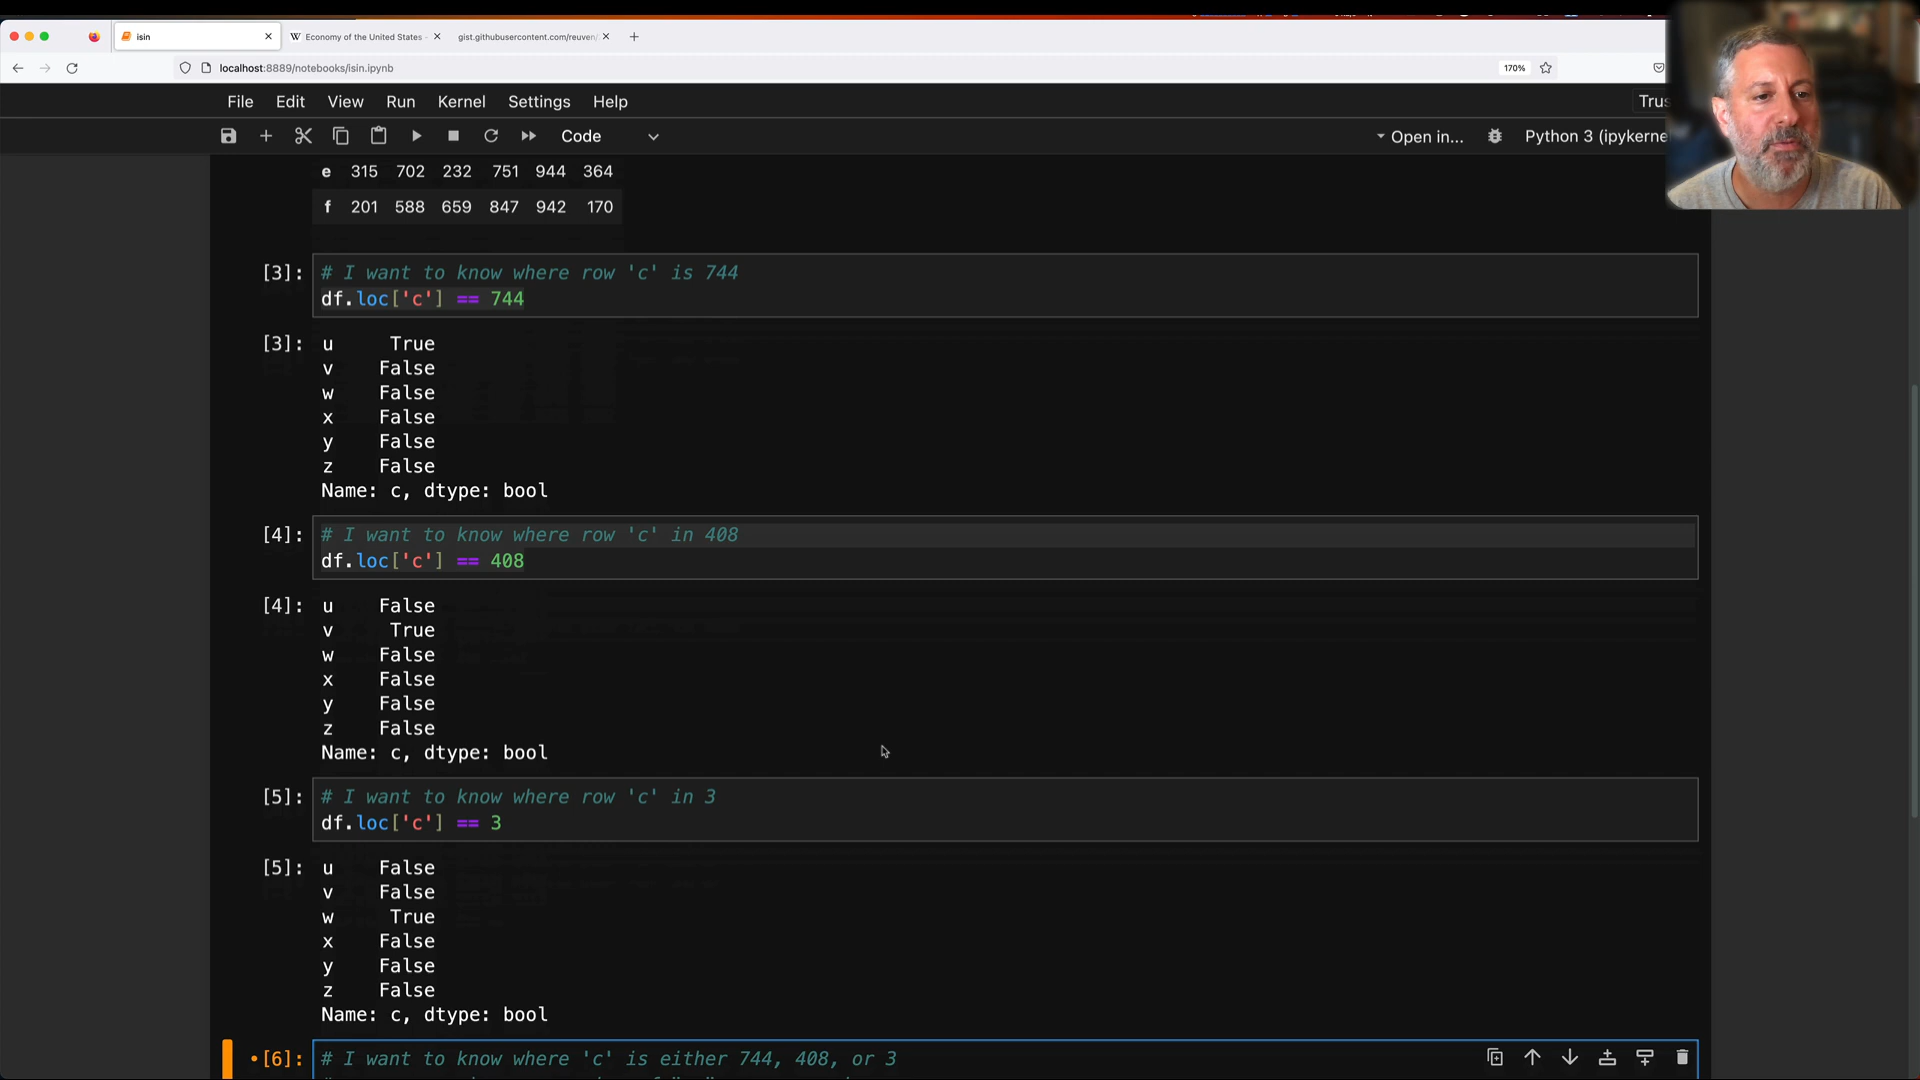 isin
Economy of the United States -
gist.githubusercontent.com/reuven/
localhost:8889/notebooks/isin.ipynb
170%
File Edit View Run Kernel Settings Help
Trus
Code
Open in...
Python 3 (ipykerne
e 315 702 232 751 944 364
f 201 588 659 847 942 170
[3]: # I want to know where row 'c' is 744
df.loc['c'] == 744
[3]: u True
v False
w False
x False
y False
z False
Name: c, dtype: bool
[4]: # I want to know where row 'c' in 408
df.loc['c'] == 408
[4]: u False
v True
w False
x False
y False
z False
Name: c, dtype: bool
[5]: # I want to know where row 'c' in 3
df.loc['c'] == 3
[5]: u False
v False
w True
x False
y False
z False
Name: c, dtype: bool
•[6]: # I want to know where 'c' is either 744, 408, or 3